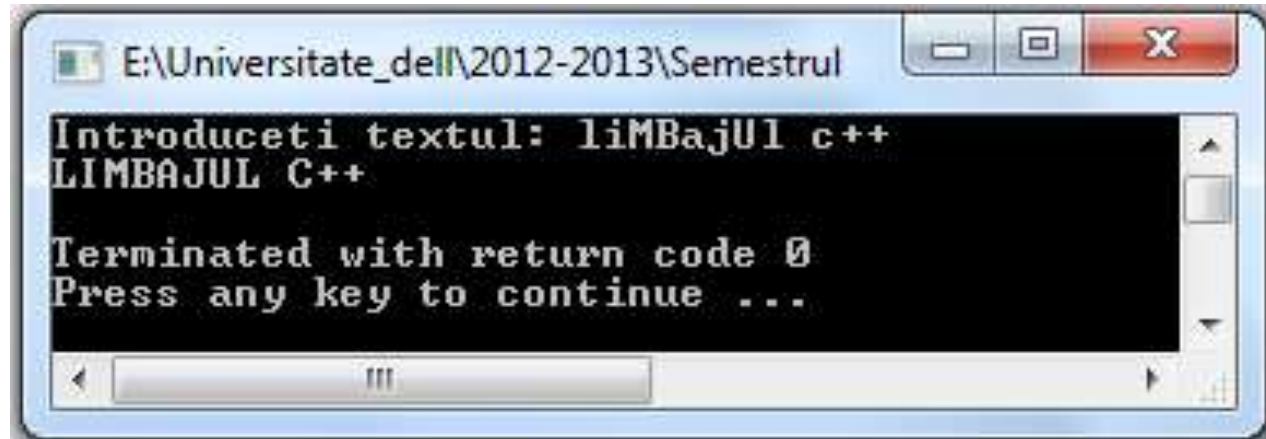 E:\Universitate_dell\2012-2013\Semestrul
Introduceti textul: liMBajUl c++
LIMBAJUL C++
Terminated with return code 0
Press any key to continue ...